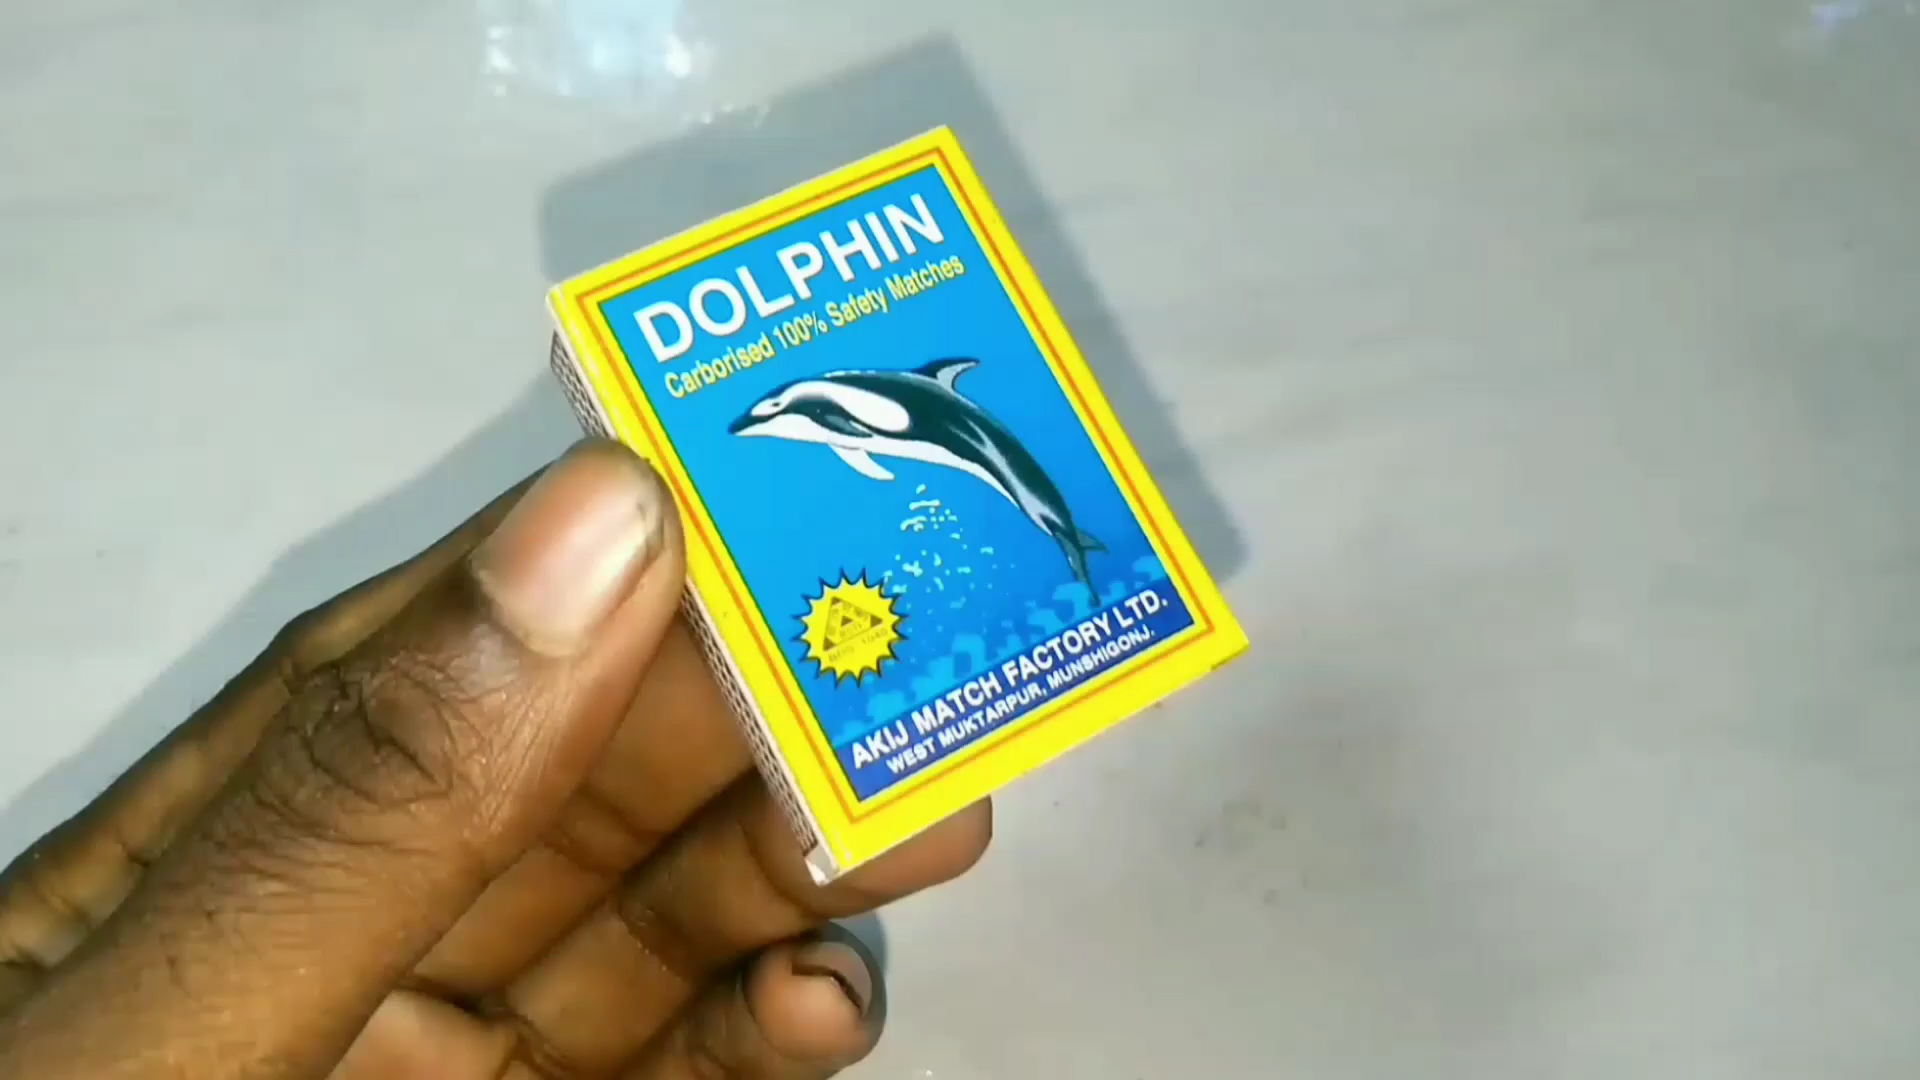 DOLPHIN
Carborised 100% Safety Matches
AKIJ MATCH FACTORY LTD.
WEST MUKTARPUR, MUNSHIGONJ.